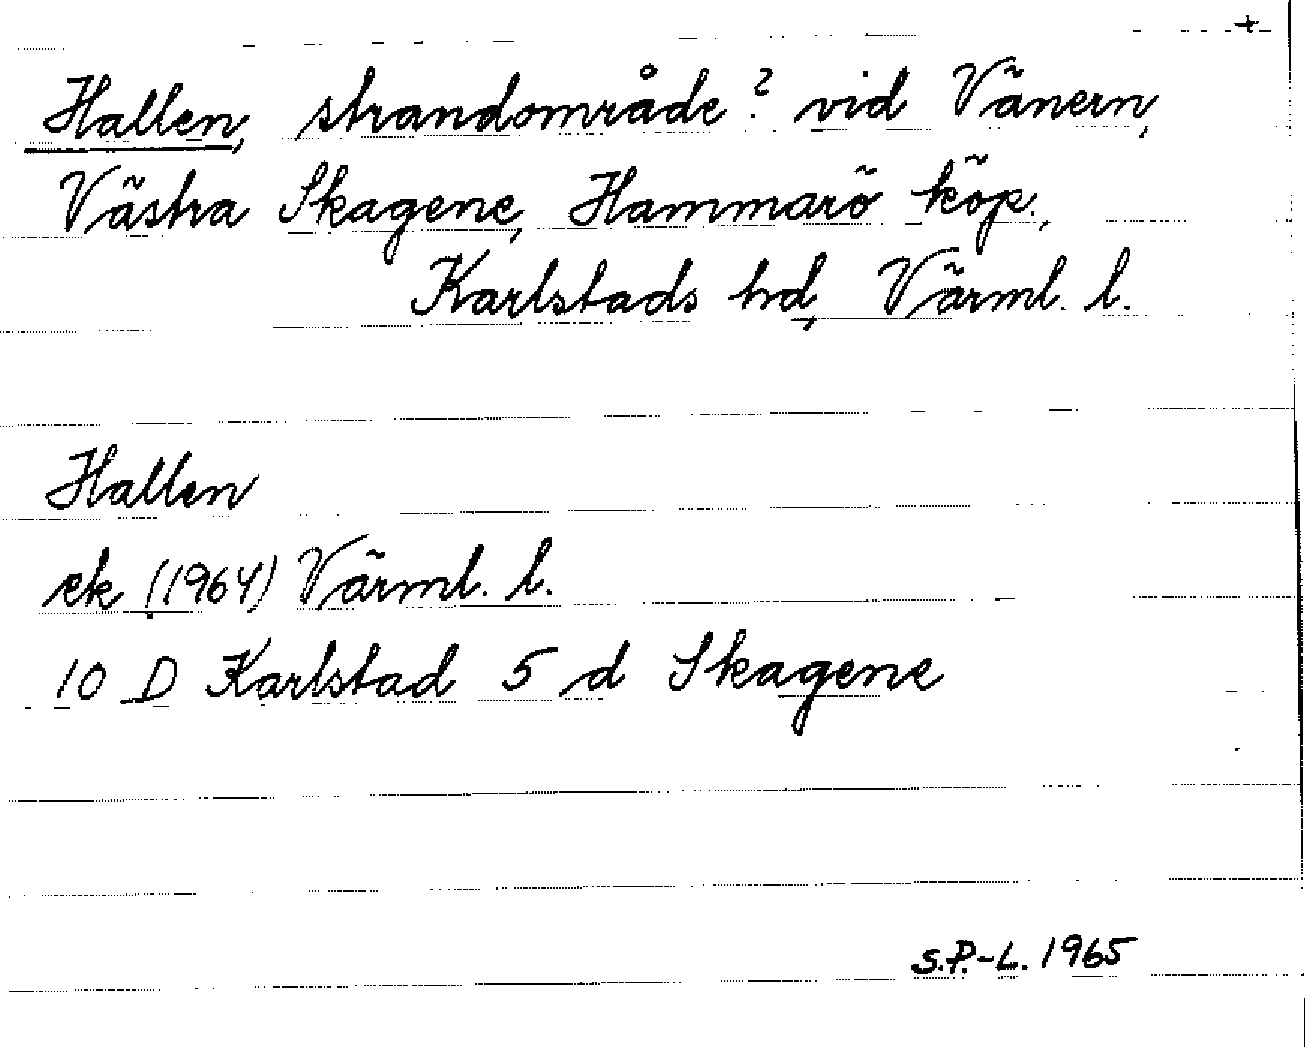 +
Hallen, strandområde? vid Vänern,
Västra Skagene, Hammarö köp.,
Karlstads hd, Värml. l.
Hallen
ek (1964) Värml. l.
10 D Karlstad 5 d Skagene
S.P.-L. 1965